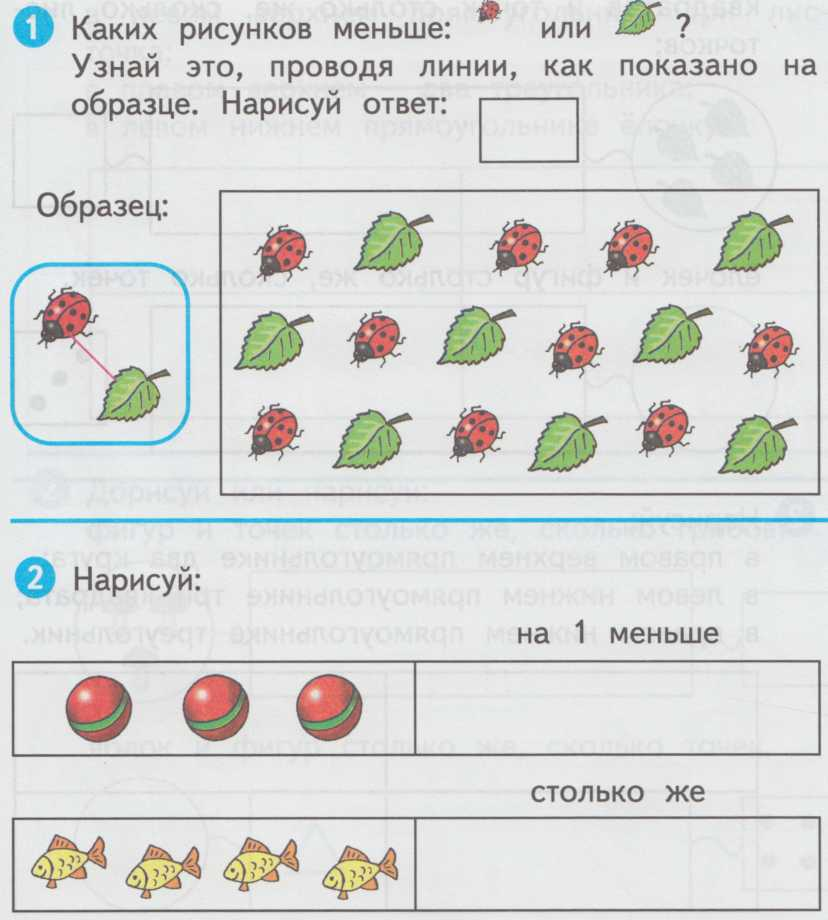 1 Каких рисунков меньше: или ?
Узнай это, проводя линии, как показано на
образце. Нарисуй ответ:
Образец:
2 Нарисуй:
на 1 меньше
столько же